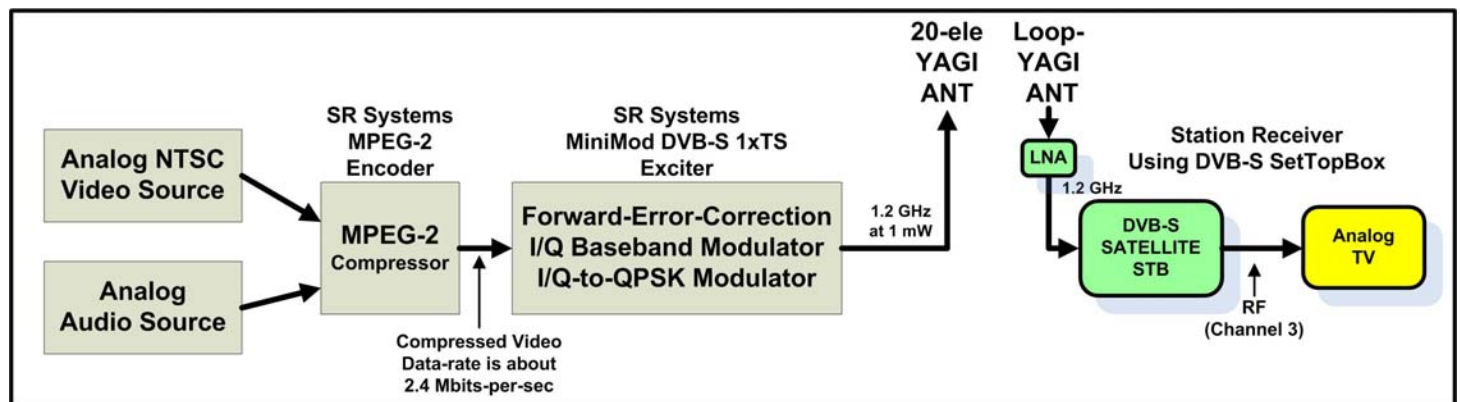 Analog NTSC
Video Source
Analog
Audio Source
SR Systems
MPEG-2
Encoder
MPEG-2
Compressor
Compressed Video
Data-rate is about
2.4 Mbits-per-sec
SR Systems
MiniMod DVB-S 1xTS
Exciter
Forward-Error-Correction
I/Q Baseband Modulator
I/Q-to-QPSK Modulator
1.2 GHz
at 1 mW
20-ele
YAGI
ANT
Loop-
YAGI
ANT
LNA
1.2 GHz
Station Receiver
Using DVB-S SetTopBox
DVB-S
SATELLITE
STB
RF
(Channel 3)
Analog
TV